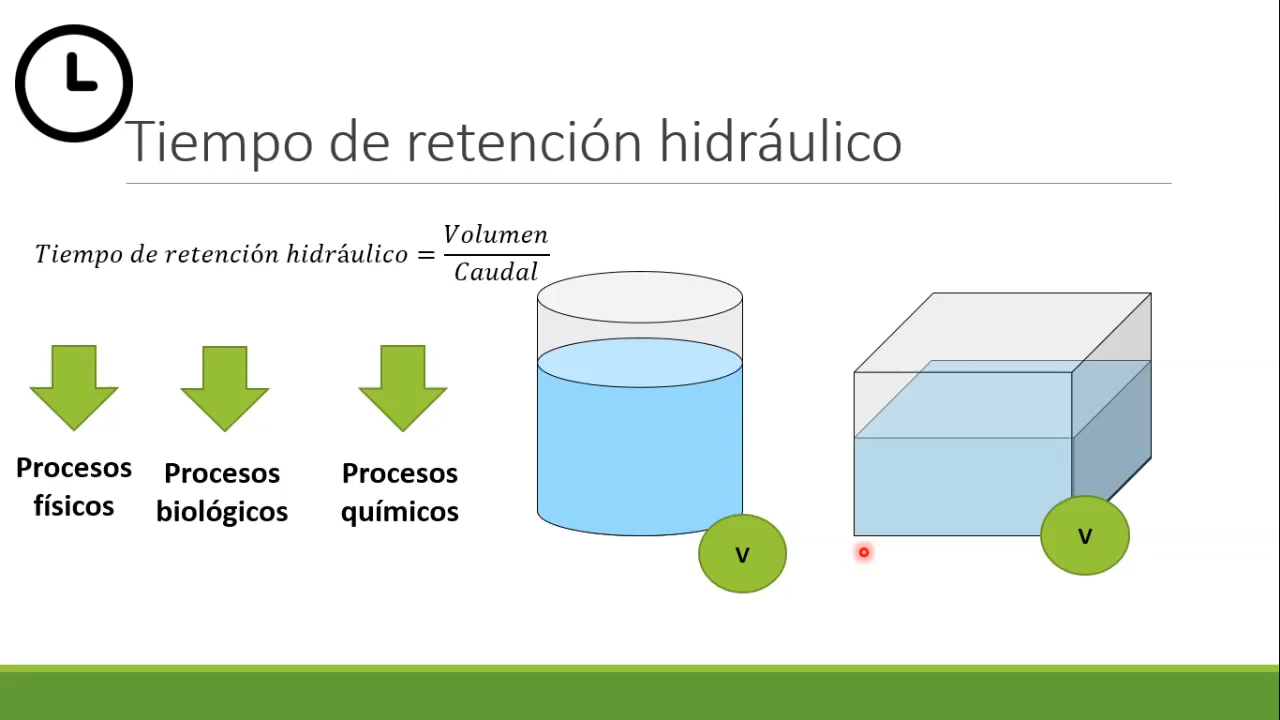 Tiempo de retención hidráulico
Tiempo de retención hidráulico = Volumen / Caudal
Procesos
físicos
Procesos
biológicos
Procesos
químicos
V
V